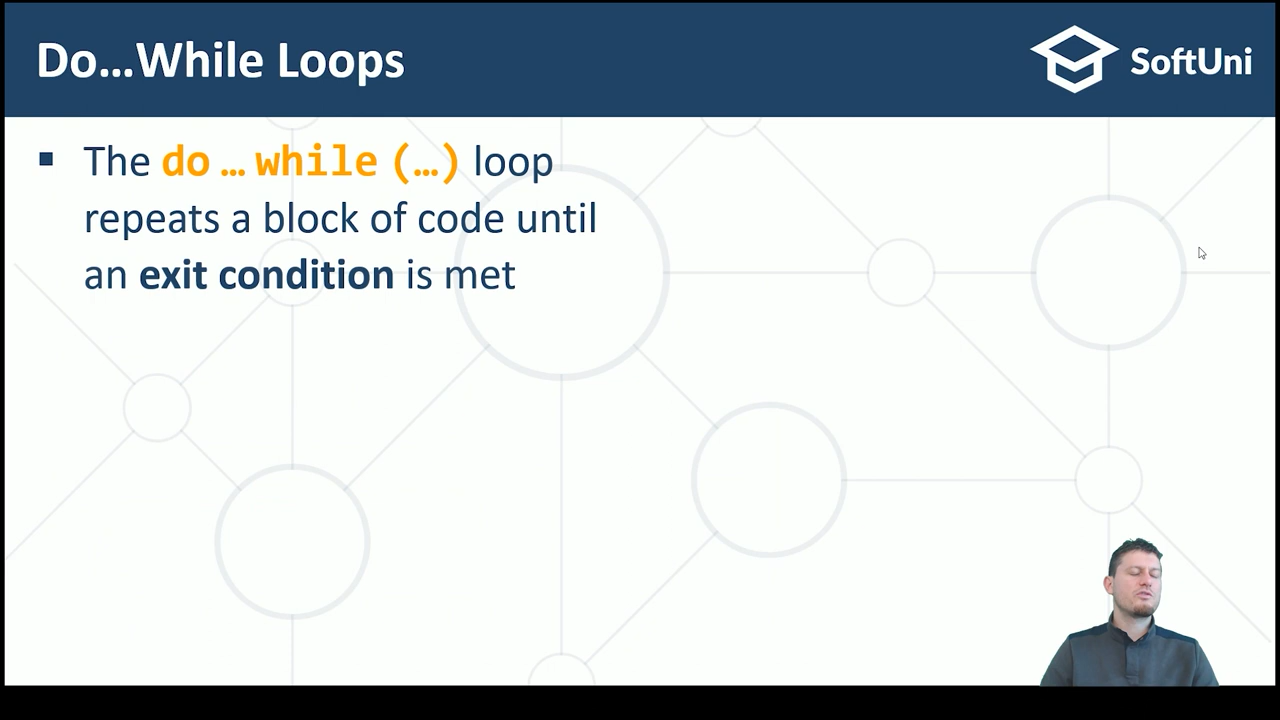 Do...While Loops
SoftUni
▪ The do … while (…) loop
repeats a block of code until
an exit condition is met